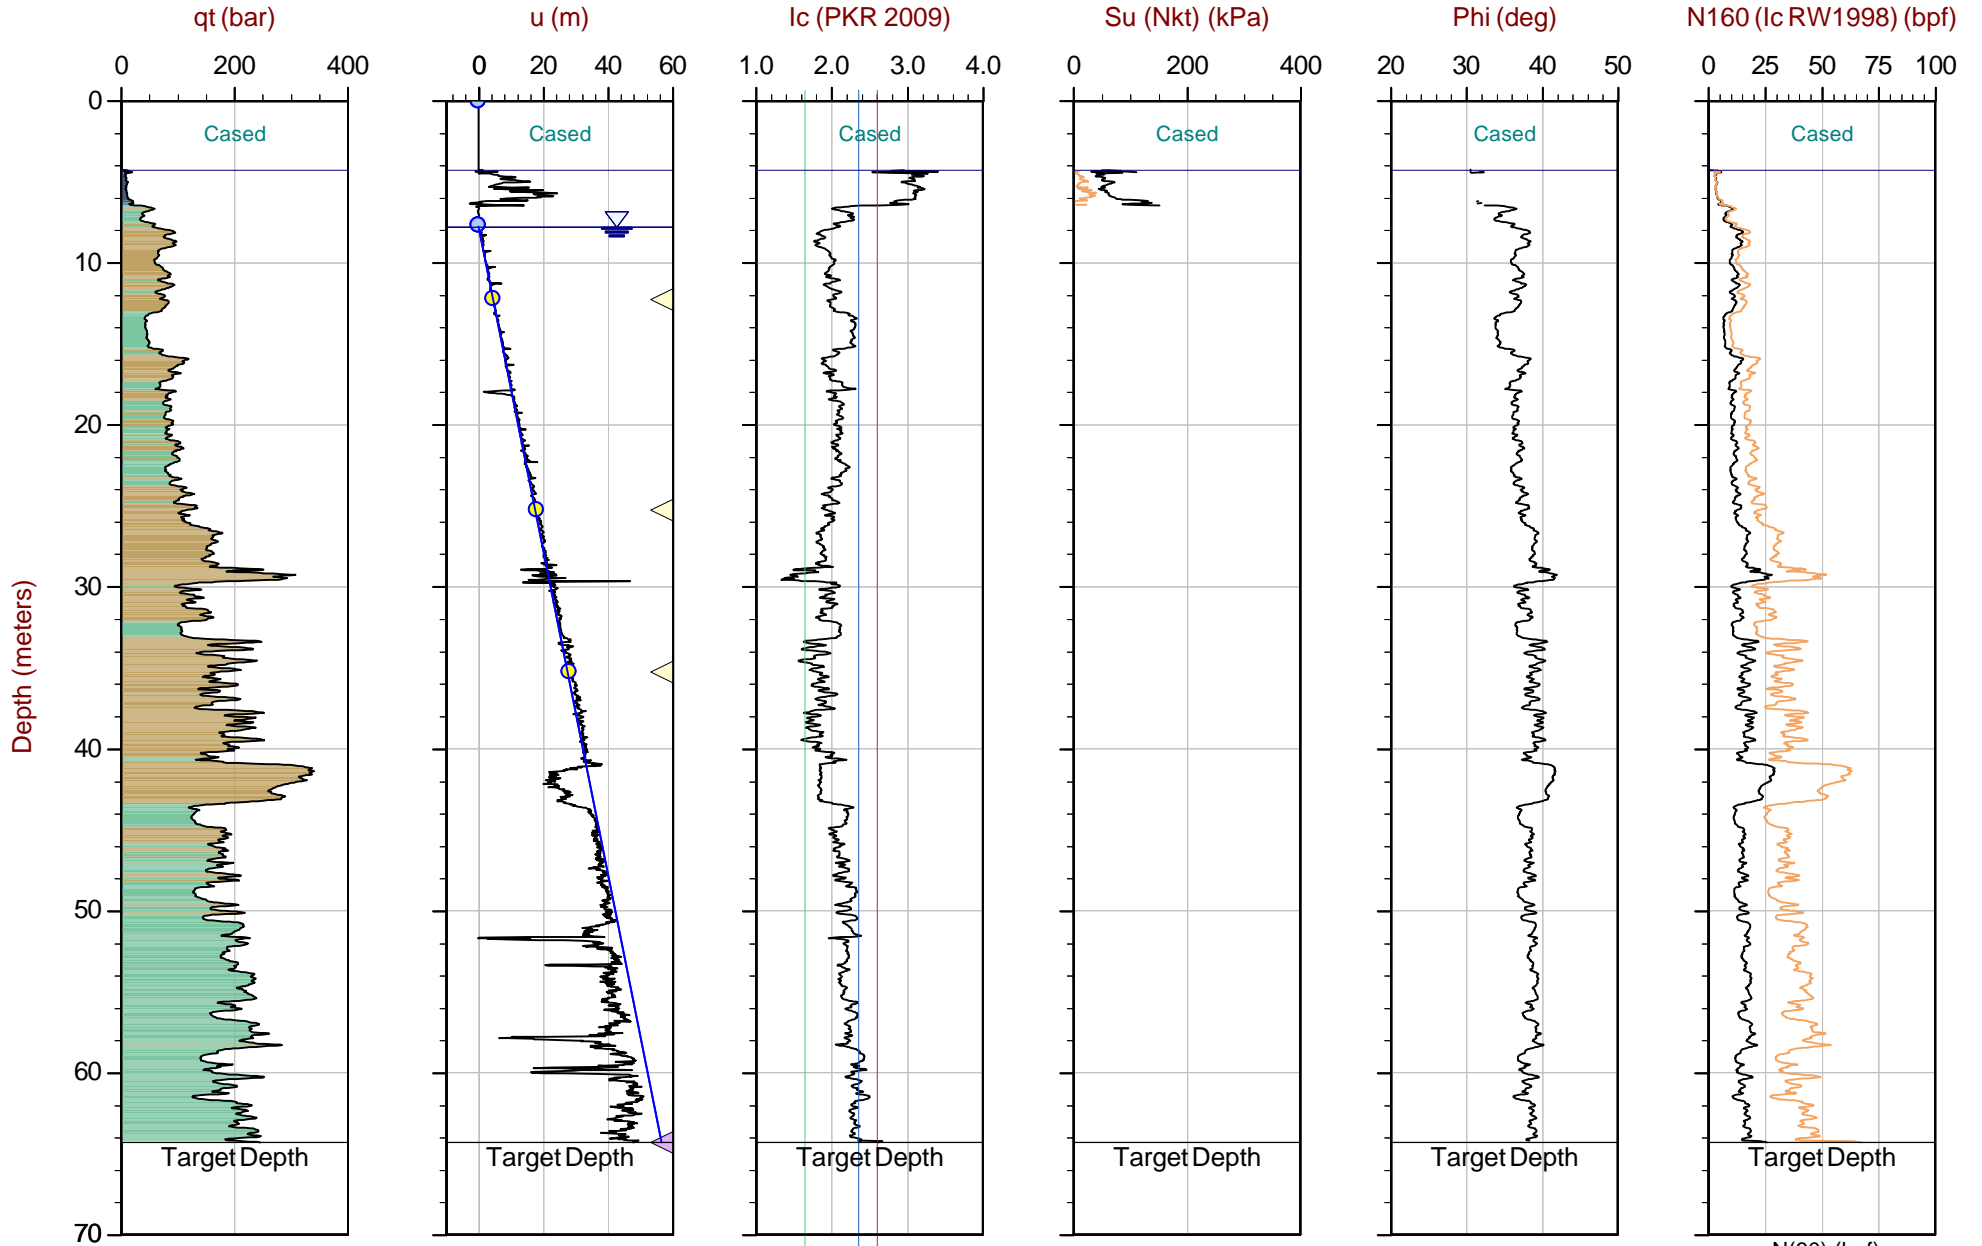 qt (bar) u (m) Ic (PKR 2009) Su (Nkt) (kPa) Phi (deg) N160 (Ic RW1998) (bpf)
0 200 400 0 20 40 60 1.0 2.0 3.0 4.0 0 200 400 20 30 40 50 0 25 50 75 100
0
Cased Cased Cased Cased Cased Cased
10
20
30
Depth (meters)
40
50
60
Target Depth Target Depth Target Depth Target Depth Target Depth Target Depth
70